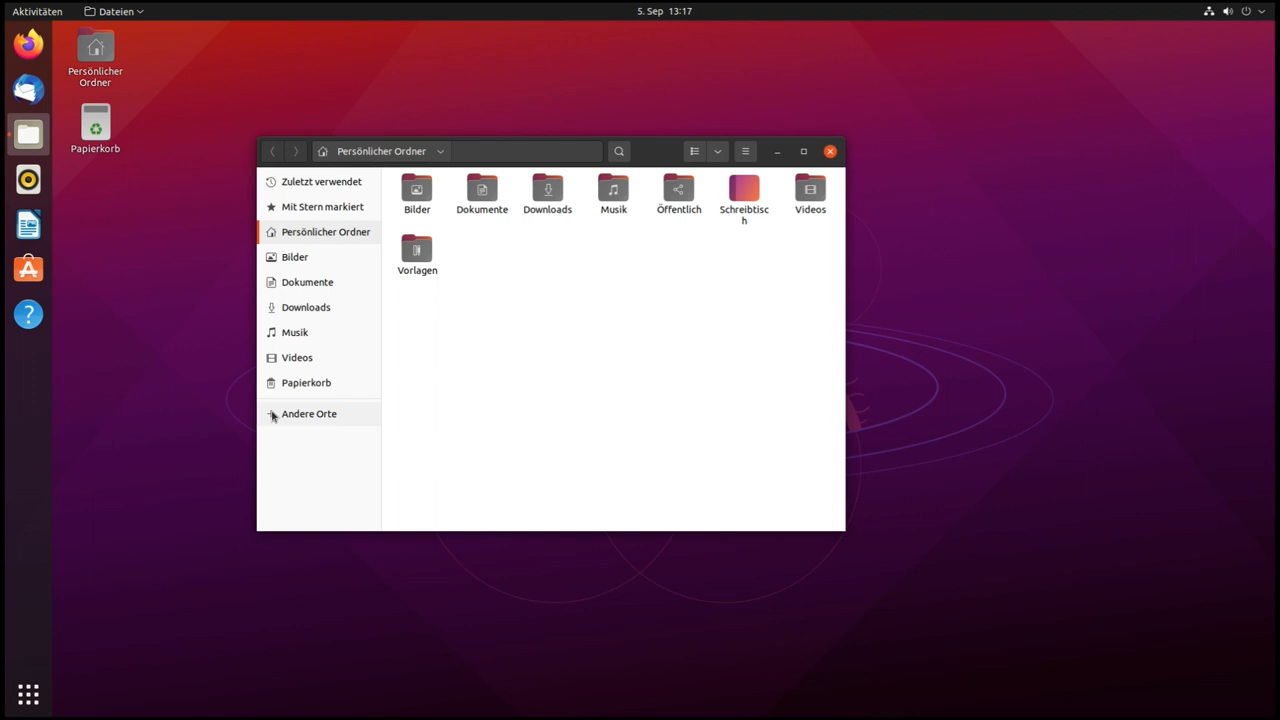 Aktivitäten
Dateien
5. Sep 13:17
Persönlicher
Ordner
Papierkorb
Persönlicher Ordner
Zuletzt verwendet
Mit Stern markiert
Persönlicher Ordner
Bilder
Dokumente
Downloads
Musik
Videos
Papierkorb
Andere Orte
Bilder
Dokumente
Downloads
Musik
Öffentlich
Schreibtisc
h
Videos
Vorlagen